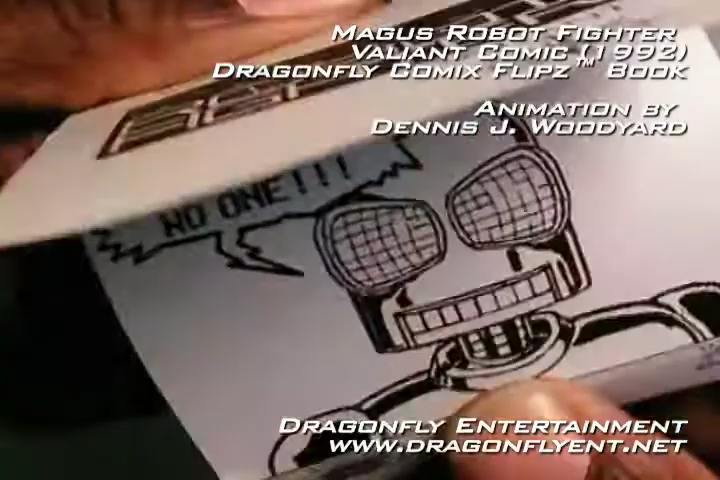 Magus Robot Fighter
Valiant Comic (1992)
Dragonfly Comix Flipz™ Book
Animation by
Dennis J. Woodyard
NO ONE!!!
Dragonfly Entertainment
www.dragonflyent.net